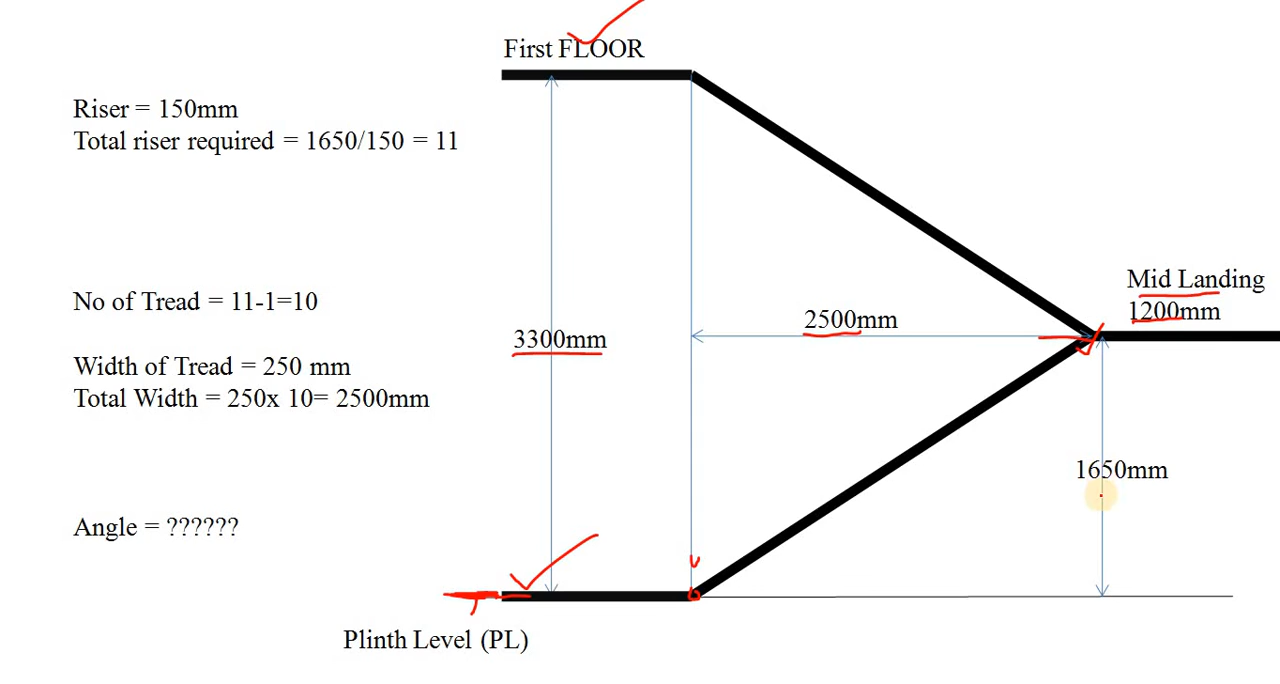 First FLOOR
Riser = 150mm
Total riser required = 1650/150 = 11
No of Tread = 11-1=10
Width of Tread = 250 mm
Total Width = 250x 10= 2500mm
Angle = ??????
3300mm
2500mm
Mid Landing
1200mm
1650mm
Plinth Level (PL)